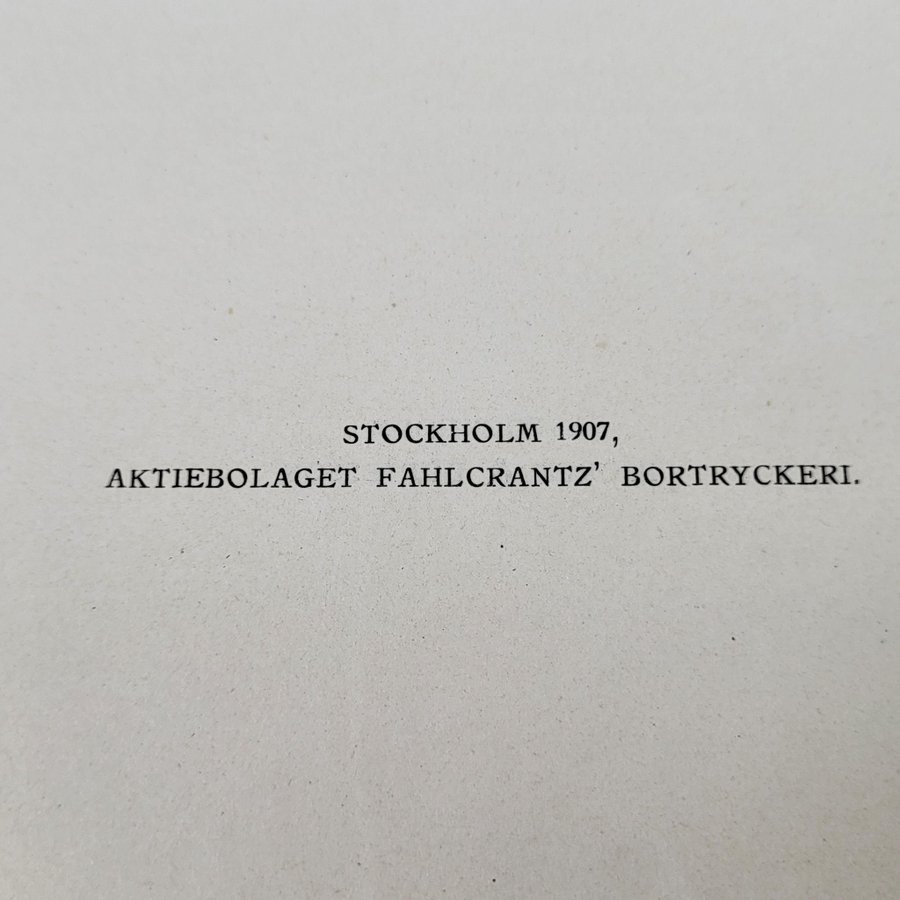 STOCKHOLM 1907,
AKTIEBOLAGET FAHLCRANTZ' BORTRYCKERI.